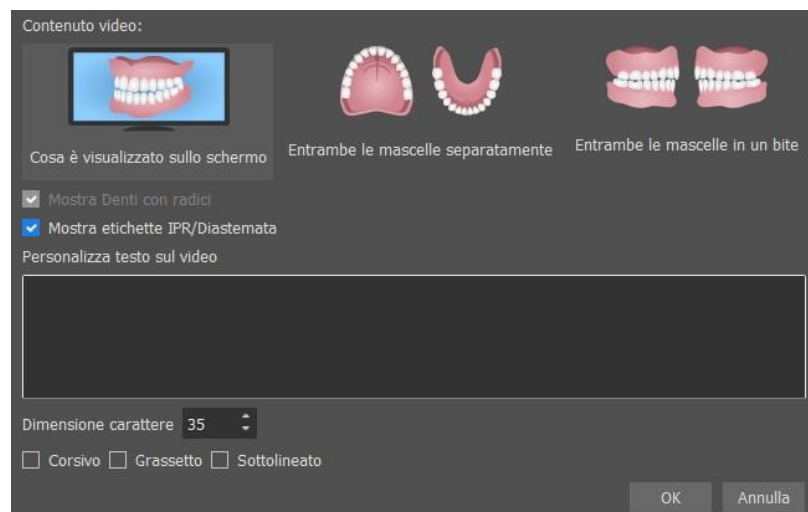 Contenuto video:
Cosa è visualizzato sullo schermo
Entrambe le mascelle separatamente
Entrambe le mascelle in un bite
Mostra Denti con radici
Mostra etichette IPR/Diastemata
Personalizza testo sul video
Dimensione carattere 35
Corsivo Grassetto Sottolineato
OK Annulla